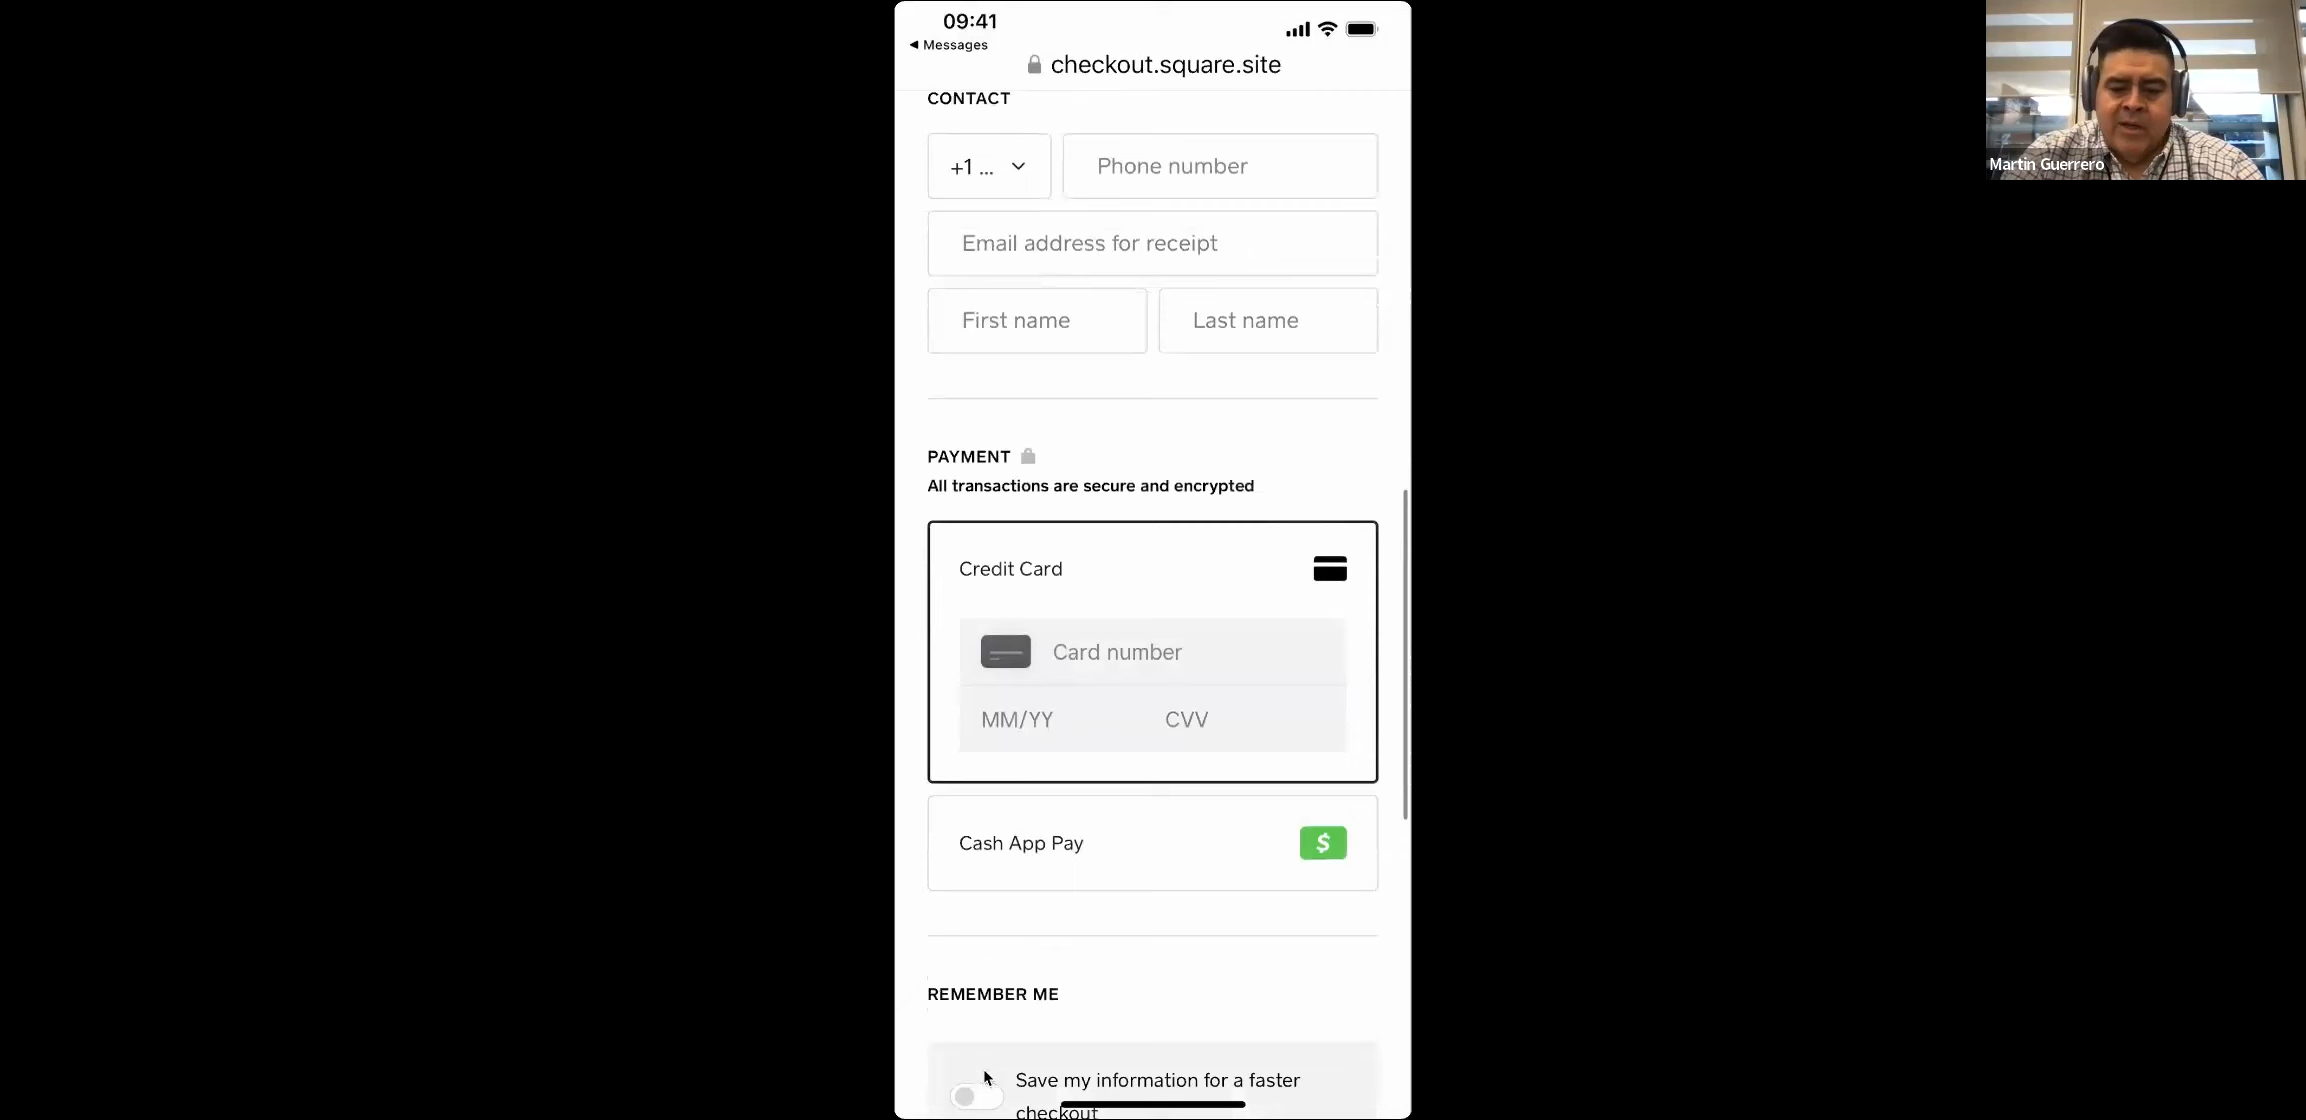 09:41
◀ Messages
checkout.square.site
CONTACT
+1 ...
Phone number
Email address for receipt
First name
Last name
PAYMENT
All transactions are secure and encrypted
Credit Card
Card number
MM/YY
CVV
Cash App Pay
$
REMEMBER ME
Save my information for a faster
checkout
Martin Guerrero